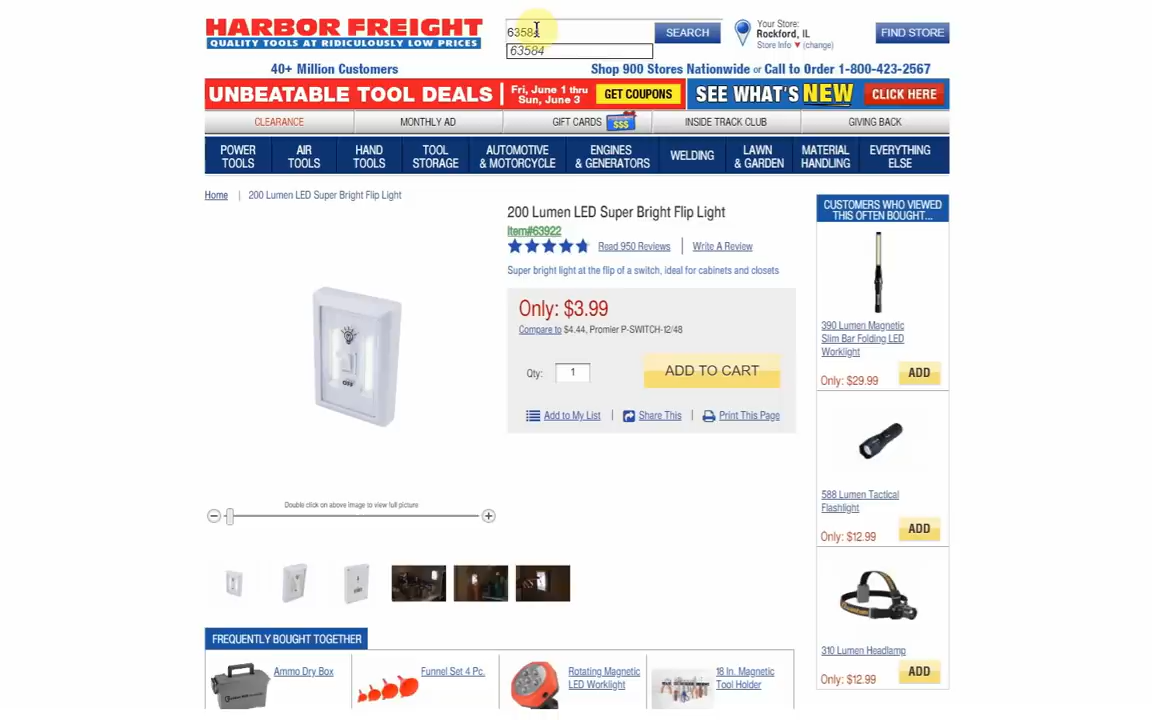 HARBOR FREIGHT
QUALITY TOOLS AT RIDICULOUSLY LOW PRICES
63584
63584
SEARCH
Your Store:
Rockford, IL
Store Info ▼ (change)
FIND STORE
40+ Million Customers
Shop 900 Stores Nationwide or Call to Order 1-800-423-2567
UNBEATABLE TOOL DEALS
Fri, June 1 thru
Sun, June 3
GET COUPONS
SEE WHAT'S NEW
CLICK HERE
CLEARANCE
MONTHLY AD
GIFT CARDS
$$$
INSIDE TRACK CLUB
GIVING BACK
POWER
TOOLS
AIR
TOOLS
HAND
TOOLS
TOOL
STORAGE
AUTOMOTIVE
& MOTORCYCLE
ENGINES
& GENERATORS
WELDING
LAWN
& GARDEN
MATERIAL
HANDLING
EVERYTHING
ELSE
Home | 200 Lumen LED Super Bright Flip Light
200 Lumen LED Super Bright Flip Light
Item#63922
Read 950 Reviews | Write A Review
Super bright light at the flip of a switch, ideal for cabinets and closets
Only: $3.99
Compare to $4.44, Promier P-SWITCH-12/48
Qty: 1
ADD TO CART
Add to My List | Share This | Print This Page
OFF
Double click on above image to view full picture
CUSTOMERS WHO VIEWED
THIS OFTEN BOUGHT...
390 Lumen Magnetic
Slim Bar Folding LED
Worklight
Only: $29.99
ADD
588 Lumen Tactical
Flashlight
Only: $12.99
ADD
310 Lumen Headlamp
Only: $12.99
ADD
FREQUENTLY BOUGHT TOGETHER
Ammo Dry Box
Funnel Set 4 Pc.
Rotating Magnetic
LED Worklight
18 In. Magnetic
Tool Holder